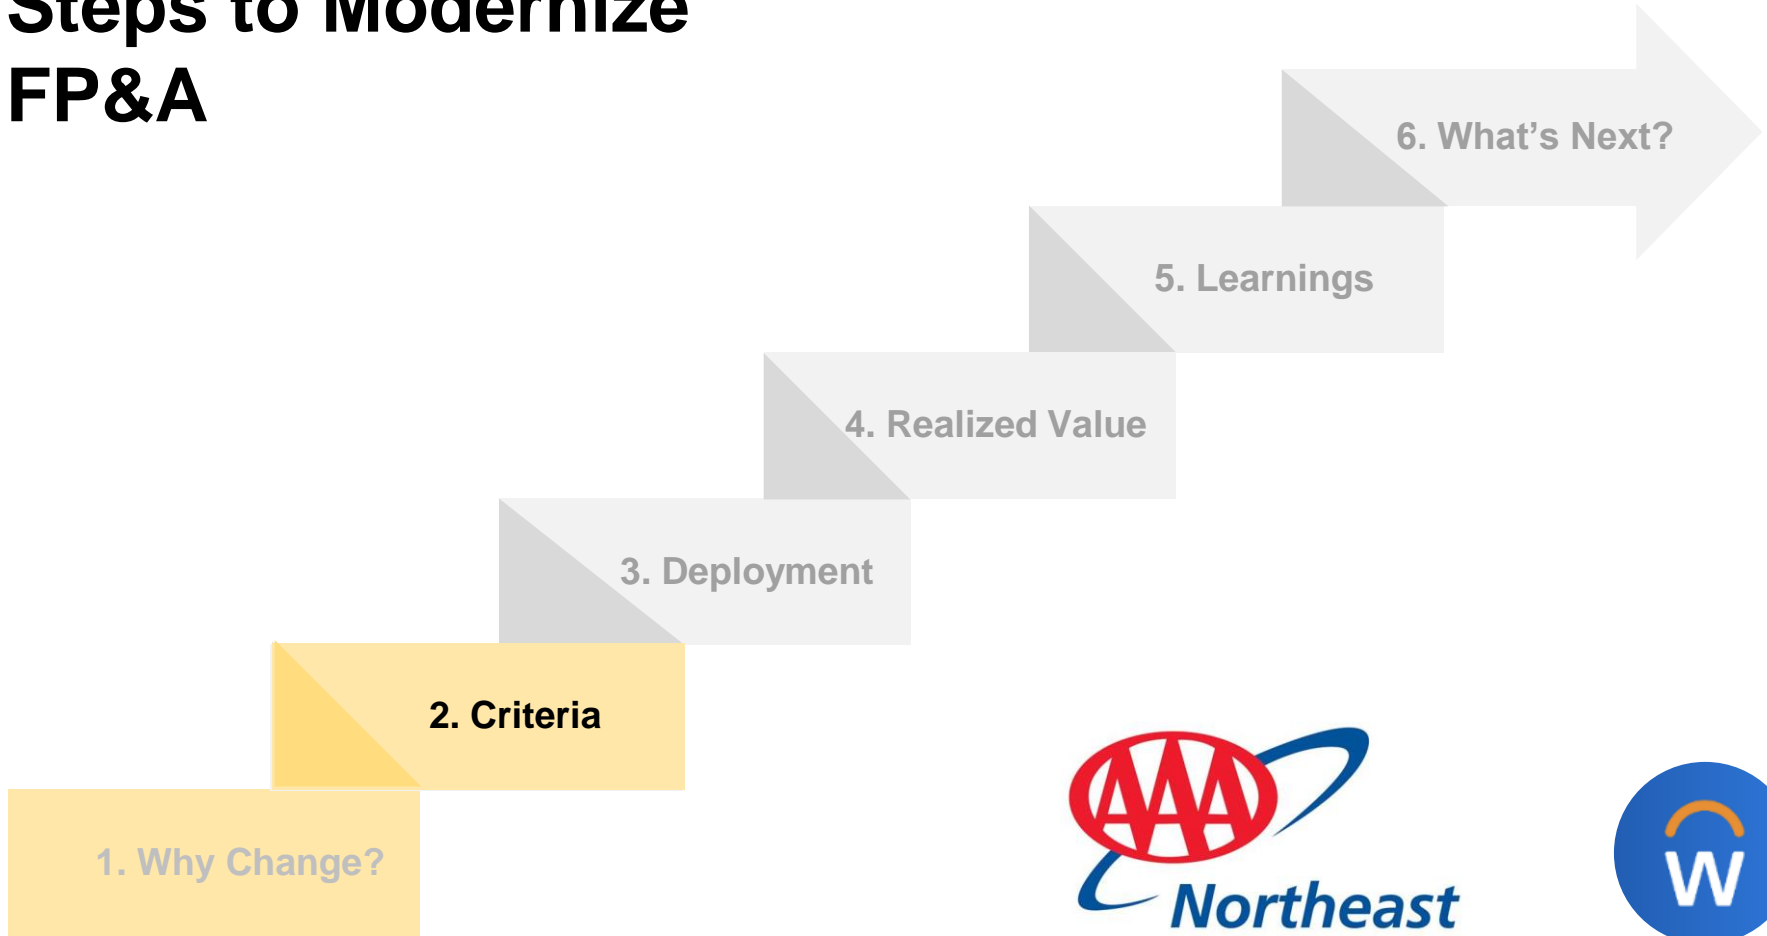 Steps to Modernize
FP&A
6. What's Next?
5. Learnings
4. Realized Value
3. Deployment
2. Criteria
1. Why Change?
AAA
Northeast
W